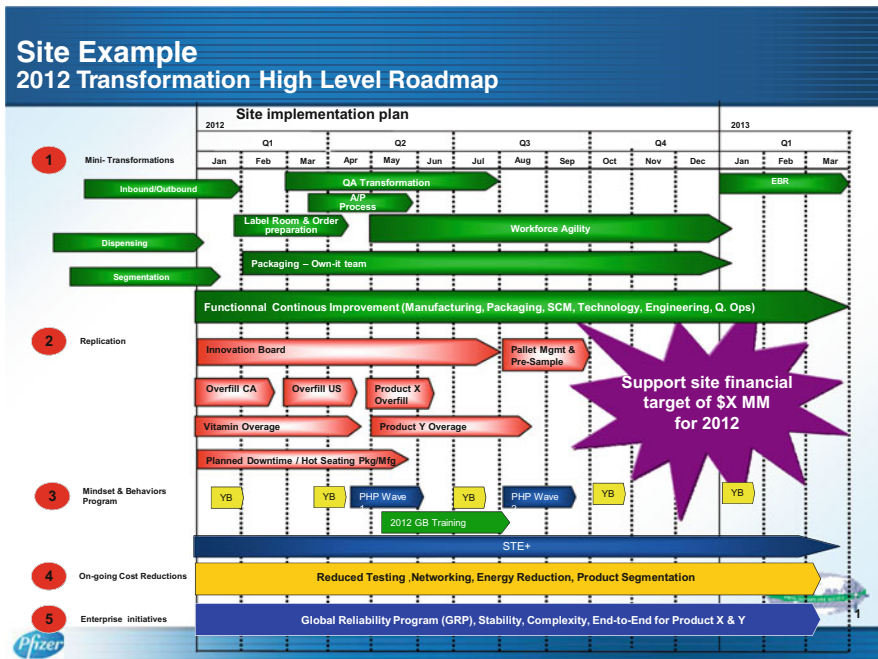 Site Example
2012 Transformation High Level Roadmap
Site implementation plan
2012
2013
Q1
Q2
Q3
Q4
Q1
Jan
Feb
Mar
Apr
May
Jun
Jul
Aug
Sep
Oct
Nov
Dec
Jan
Feb
Mar
1
Mini- Transformations
Inbound/Outbound
QA Transformation
EBR
A/P
Process
Label Room & Order
preparation
Workforce Agility
Dispensing
Packaging – Own-it team
Segmentation
Functionnal Continous Improvement (Manufacturing, Packaging, SCM, Technology, Engineering, Q. Ops)
2
Replication
Innovation Board
Pallet Mgmt &
Pre-Sample
Support site financial
target of $X MM
for 2012
Overfill CA
Overfill US
Product X
Overfill
Vitamin Overage
Product Y Overage
Planned Downtime / Hot Seating Pkg/Mfg
3
Mindset & Behaviors
Program
YB
YB
PHP Wave
YB
PHP Wave
YB
YB
2012 GB Training
STE+
4
On-going Cost Reductions
Reduced Testing ,Networking, Energy Reduction, Product Segmentation
5
Enterprise initiatives
Global Reliability Program (GRP), Stability, Complexity, End-to-End for Product X & Y
1
Pfizer